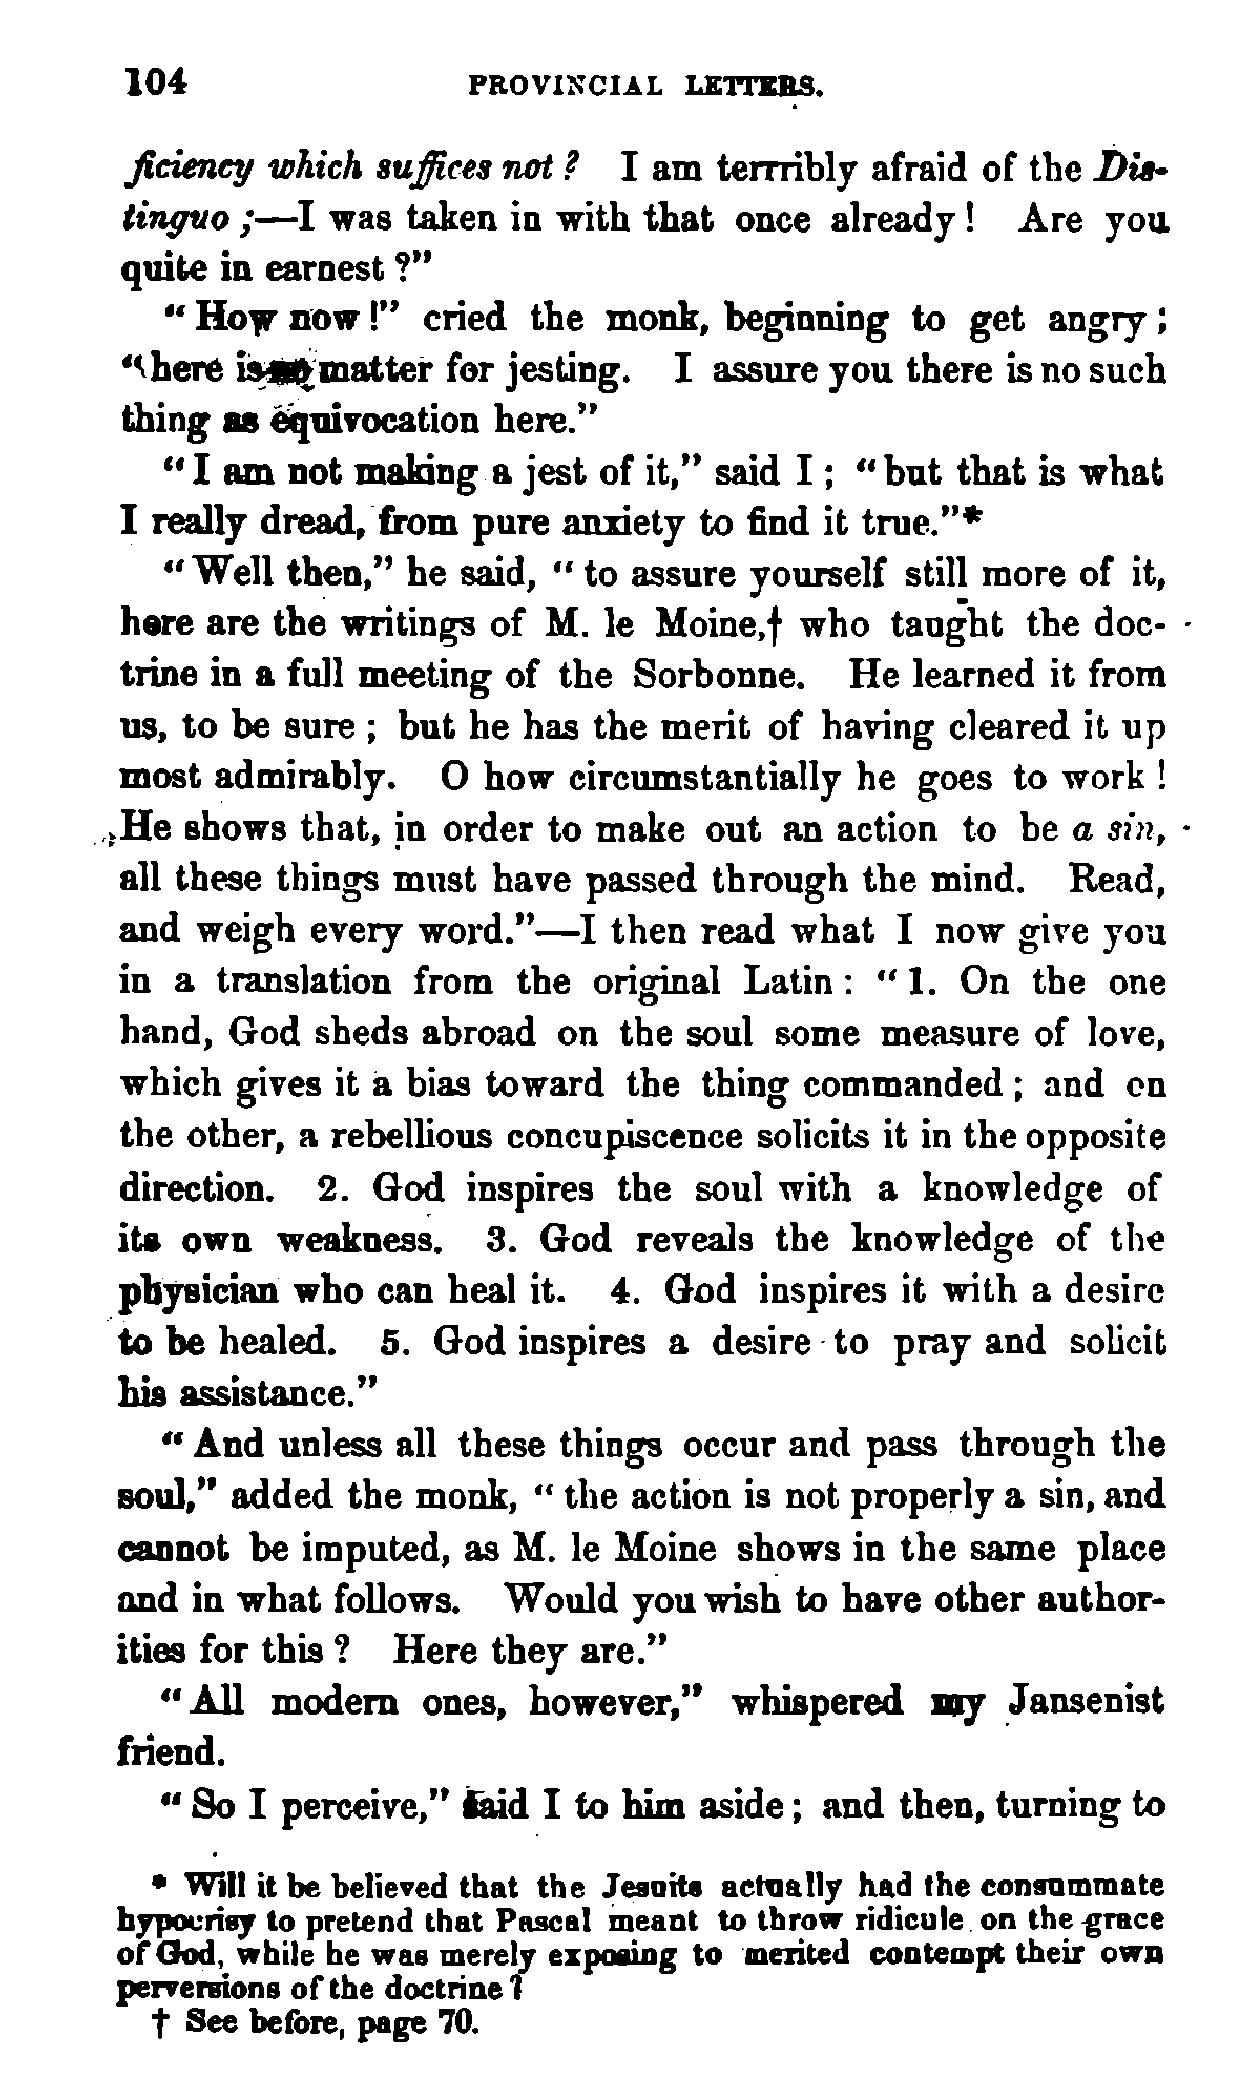 104 PROVINCIAL LETTERS.
ficiency which suffices not? I am terrribly afraid of the Dis-
tinguo;—I was taken in with that once already! Are you
quite in earnest?"
"How now!" cried the monk, beginning to get angry;
"here is matter for jesting. I assure you there is no such
thing as equivocation here."
"I am not making a jest of it," said I; "but that is what
I really dread, from pure anxiety to find it true."*
"Well then," he said, "to assure yourself still more of it,
here are the writings of M. le Moine,† who taught the doc-
trine in a full meeting of the Sorbonne. He learned it from
us, to be sure; but he has the merit of having cleared it up
most admirably. O how circumstantially he goes to work!
He shows that, in order to make out an action to be a sin,
all these things must have passed through the mind. Read,
and weigh every word."—I then read what I now give you
in a translation from the original Latin: "1. On the one
hand, God sheds abroad on the soul some measure of love,
which gives it a bias toward the thing commanded; and on
the other, a rebellious concupiscence solicits it in the opposite
direction. 2. God inspires the soul with a knowledge of
its own weakness. 3. God reveals the knowledge of the
physician who can heal it. 4. God inspires it with a desire
to be healed. 5. God inspires a desire to pray and solicit
his assistance."
"And unless all these things occur and pass through the
soul," added the monk, "the action is not properly a sin, and
cannot be imputed, as M. le Moine shows in the same place
and in what follows. Would you wish to have other author-
ities for this? Here they are."
"All modern ones, however," whispered my Jansenist
friend.
"So I perceive," said I to him aside; and then, turning to
* Will it be believed that the Jesuits actually had the consummate
hypocrisy to pretend that Pascal meant to throw ridicule on the grace
of God, while he was merely exposing to merited contempt their own
perversions of the doctrine?
† See before, page 70.